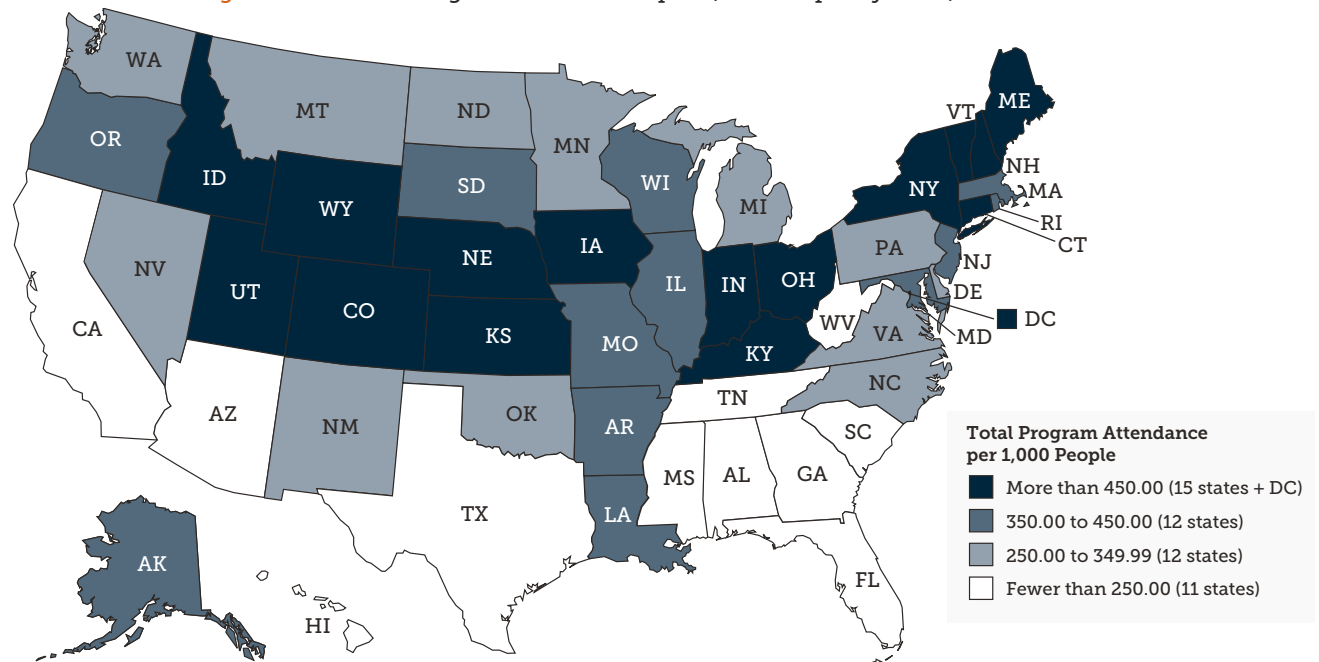 WA
MT
ND
MN
OR
ID
SD
WI
MI
WY
IA
NE
NV
UT
CO
KS
MO
IL
IN
OH
PA
NY
VT
ME
NH
MA
RI
CT
NJ
DE
DC
MD
CA
WV
VA
KY
AZ
NM
OK
AR
TN
NC
SC
MS
AL
GA
TX
LA
FL
AK
HI
Total Program Attendance
per 1,000 People
More than 450.00 (15 states + DC)
350.00 to 450.00 (12 states)
250.00 to 349.99 (12 states)
Fewer than 250.00 (11 states)